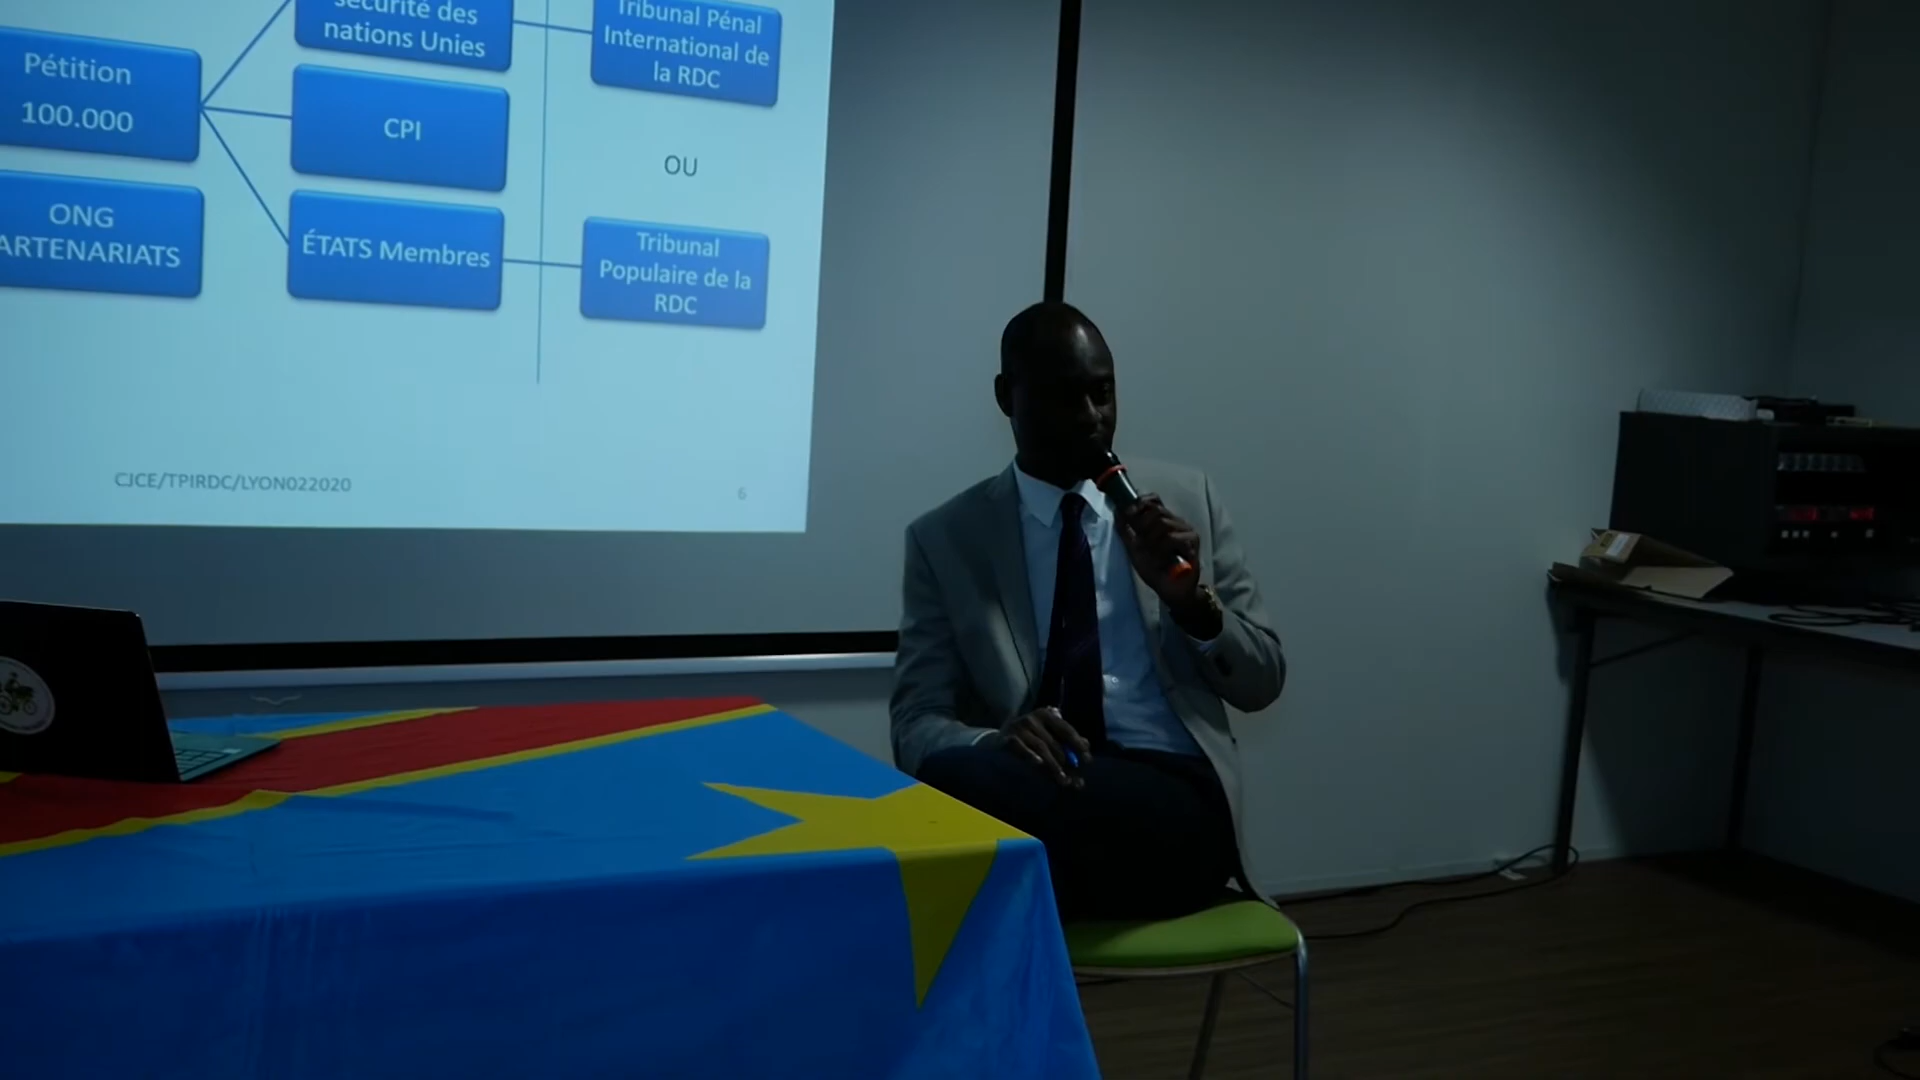 sécurité des
nations Unies
Tribunal Pénal
International de
la RDC
Pétition
100.000
CPI
OU
ONG
ARTENARIATS
ÉTATS Membres
Tribunal
Populaire de la
RDC
CJCE/TPIRDC/LYON022020
6